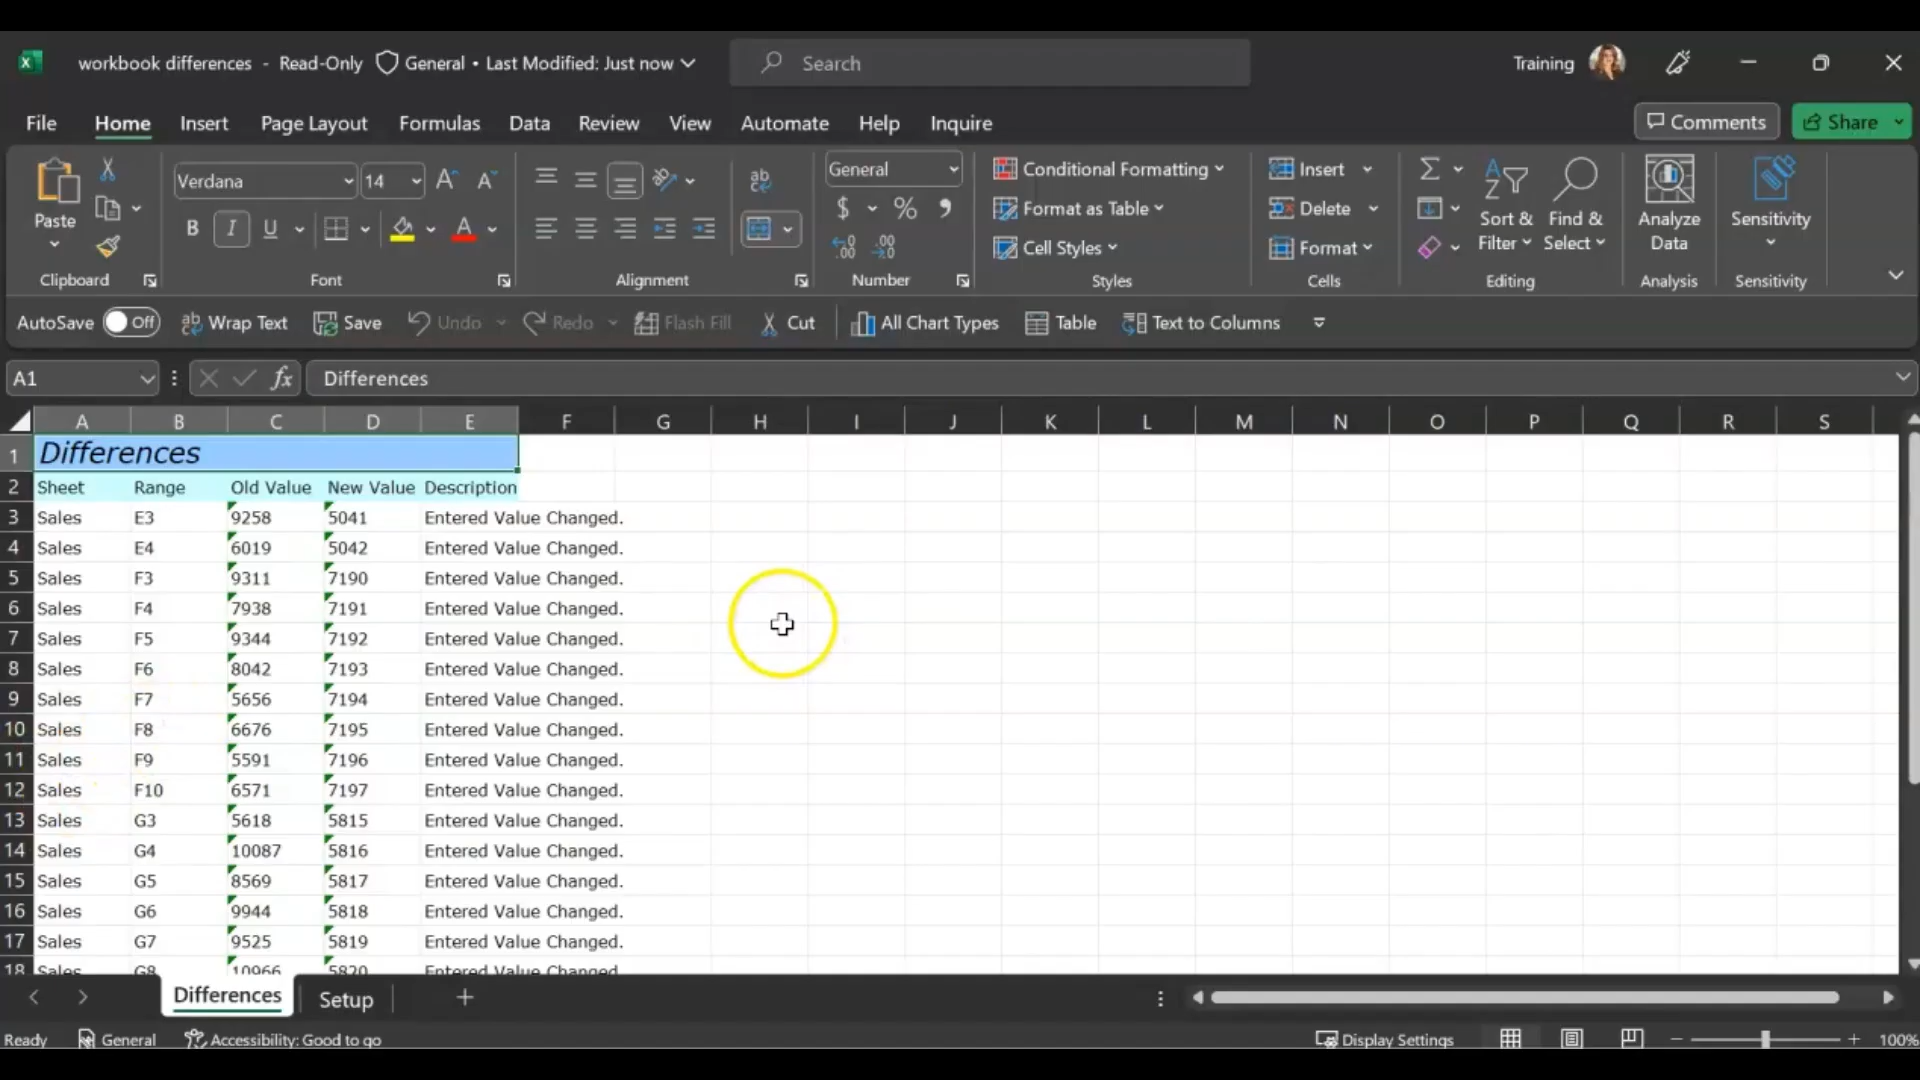 workbook differences - Read-Only General • Last Modified: Just now Search Training
File Home Insert Page Layout Formulas Data Review View Automate Help Inquire Comments Share
Paste Verdana 14 General Conditional Formatting Insert Sort & Find & Analyze Sensitivity
B I U $ % Format as Table Delete Filter Select Data
Cell Styles Format
Clipboard Font Alignment Number Styles Cells Editing Analysis Sensitivity
AutoSave Off Wrap Text Save Undo Redo Flash Fill Cut All Chart Types Table Text to Columns
A1 fx Differences
A B C D E F G H I J K L M N O P Q R S
1 Differences
2 Sheet Range Old Value New Value Description
3 Sales E3 9258 5041 Entered Value Changed.
4 Sales E4 6019 5042 Entered Value Changed.
5 Sales F3 9311 7190 Entered Value Changed.
6 Sales F4 7938 7191 Entered Value Changed.
7 Sales F5 9344 7192 Entered Value Changed.
8 Sales F6 8042 7193 Entered Value Changed.
9 Sales F7 5656 7194 Entered Value Changed.
10 Sales F8 6676 7195 Entered Value Changed.
11 Sales F9 5591 7196 Entered Value Changed.
12 Sales F10 6571 7197 Entered Value Changed.
13 Sales G3 5618 5815 Entered Value Changed.
14 Sales G4 10087 5816 Entered Value Changed.
15 Sales G5 8569 5817 Entered Value Changed.
16 Sales G6 9944 5818 Entered Value Changed.
17 Sales G7 9525 5819 Entered Value Changed.
18 Sales G8 10966 5820 Entered Value Changed.
Differences Setup
Ready General Accessibility: Good to go Display Settings 100%